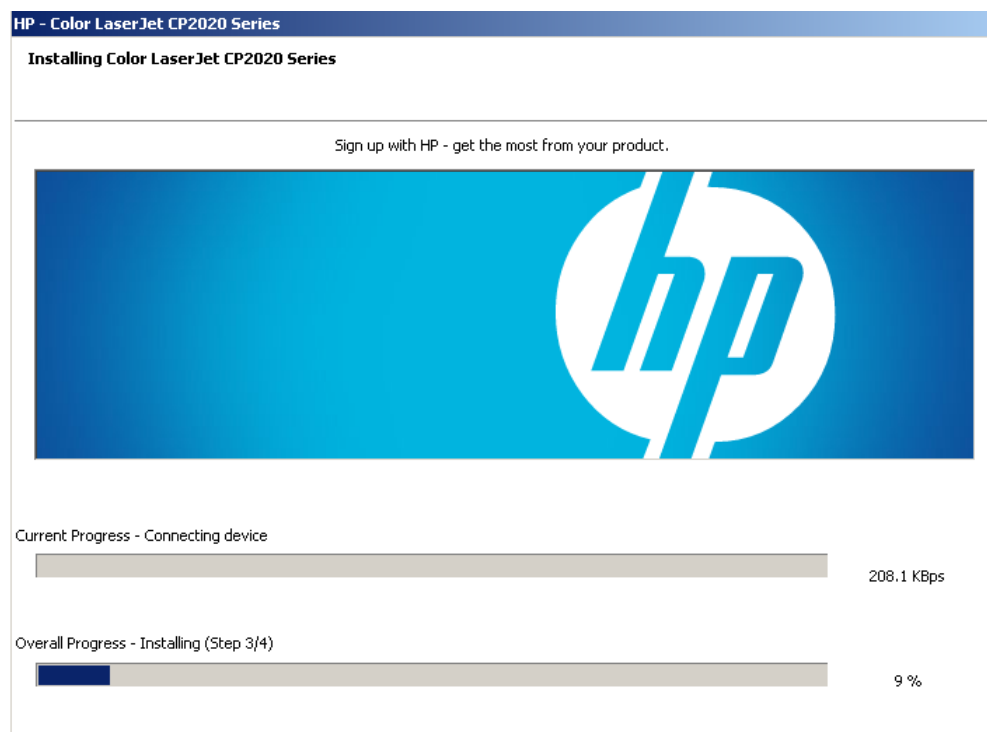 HP - Color LaserJet CP2020 Series
Installing Color LaserJet CP2020 Series
Sign up with HP - get the most from your product.
hp
Current Progress - Connecting device
208.1 KBps
Overall Progress - Installing (Step 3/4)
9 %